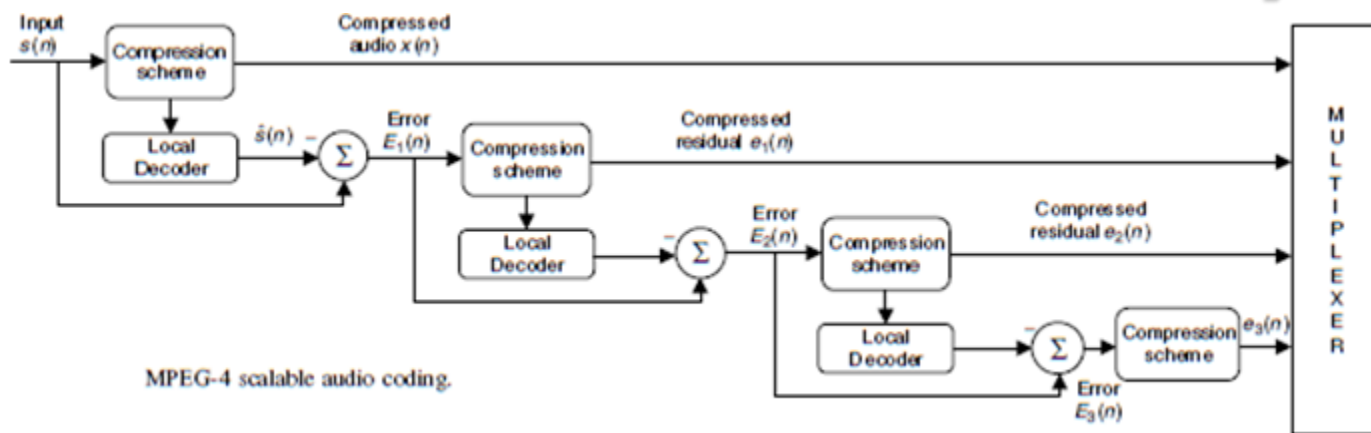 Input
s(n)
Compression
scheme
Compressed
audio x(n)
Local
Decoder
ŝ(n)
–
Σ
Error
E₁(n)
Compression
scheme
Compressed
residual e₁(n)
Local
Decoder
–
Σ
Error
E₂(n)
Compression
scheme
Compressed
residual e₂(n)
Local
Decoder
–
Σ
Error
E₃(n)
Compression
scheme
e₃(n)
MULTIPLEXER
MPEG-4 scalable audio coding.